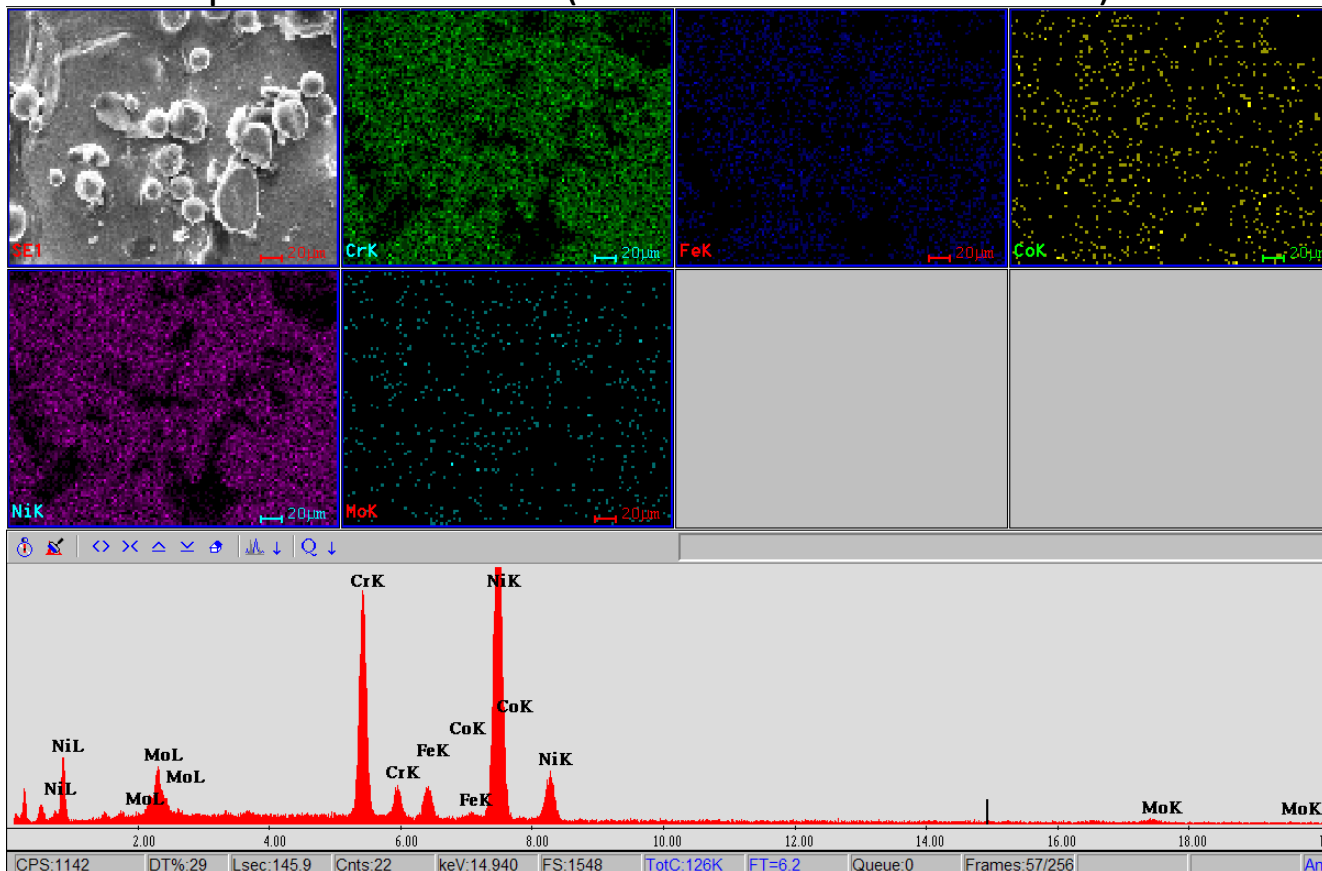 SE1 20μm
CrK 20μm
FeK 20μm
CoK 20μm
NiK 20μm
MoK 20μm
Q
CrK
NiK
CoK
CoK
NiL
MoL
FeK
NiK
MoL
CrK
NiL
MoL
FeK
MoK
MoK
2.00 4.00 6.00 8.00 10.00 12.00 14.00 16.00 18.00
CPS:1142 DT%:29 Lsec:145.9 Cnts:22 keV:14.940 FS:1548 TotC:126K FT=6.2 Queue:0 Frames:57/256 An